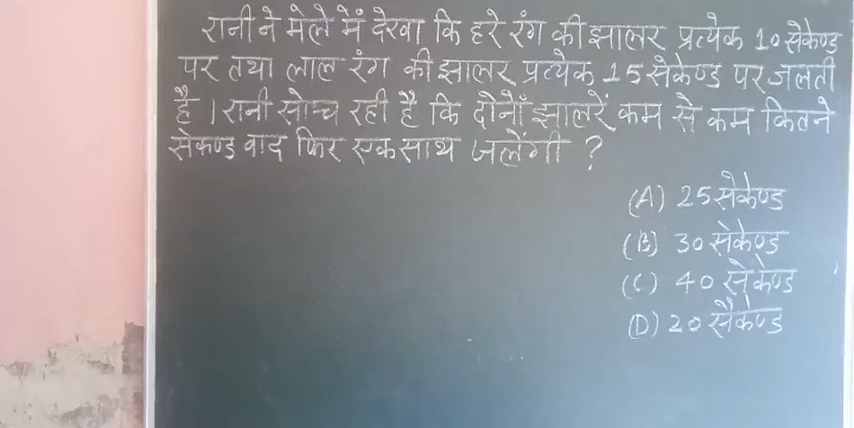 रानी ने मेले में देखा कि हरे रंग की झालर प्रत्येक 10 सेकेण्ड
पर तथा लाल रंग की झालर प्रत्येक 15 सेकेण्ड पर जलती
है । रानी सोच रही है कि दोनों झालरें कम से कम कितने
सेकण्ड वाद फिर एक साथ जलेंगी ?
(A) 25 सेकेण्ड
(B) 30 सेकेण्ड
(C) 40 सेकेण्ड
(D) 20 सेकेण्ड